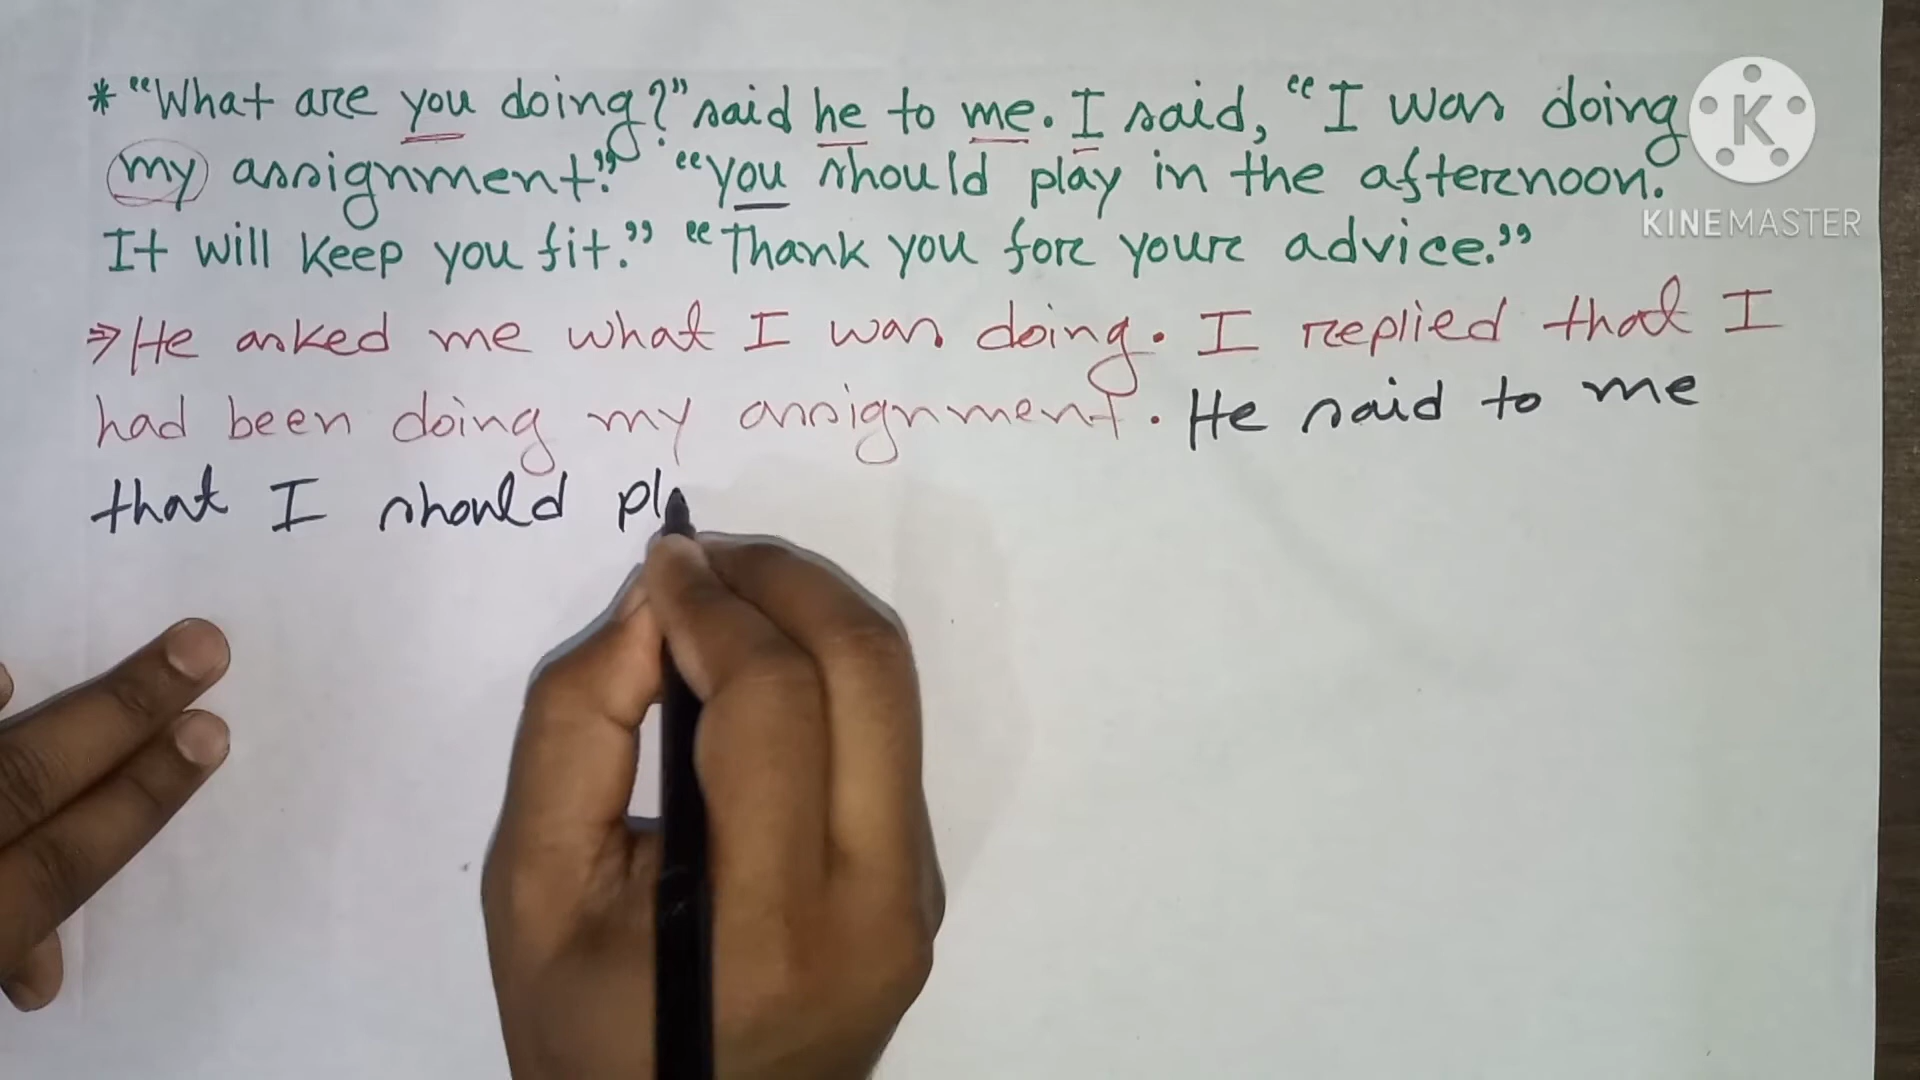 * "What are you doing?" said he to me. I said, "I was doing
my assignment." "you should play in the afternoon.
It will keep you fit." "Thank you for your advice."
⇒ He asked me what I was doing. I replied that I
had been doing my assignment. He said to me
that I should pl
K
KINEMASTER